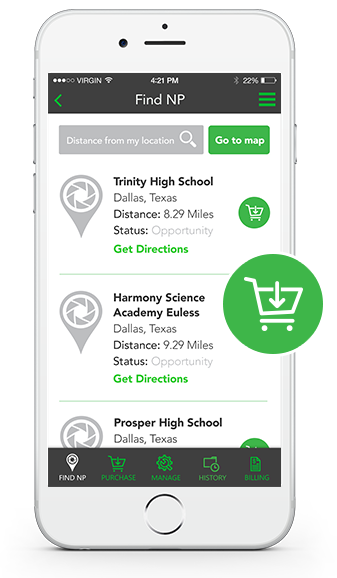 ●●●○○ VIRGIN 4:21 PM 22%
Find NP
Distance from my location
Go to map
Trinity High School
Dallas, Texas
Distance: 8.29 Miles
Status: Opportunity
Get Directions
Harmony Science
Academy Euless
Dallas, Texas
Distance: 9.29 Miles
Status: Opportunity
Get Directions
Prosper High School
Dallas, Texas
FIND NP PURCHASE MANAGE HISTORY BILLING